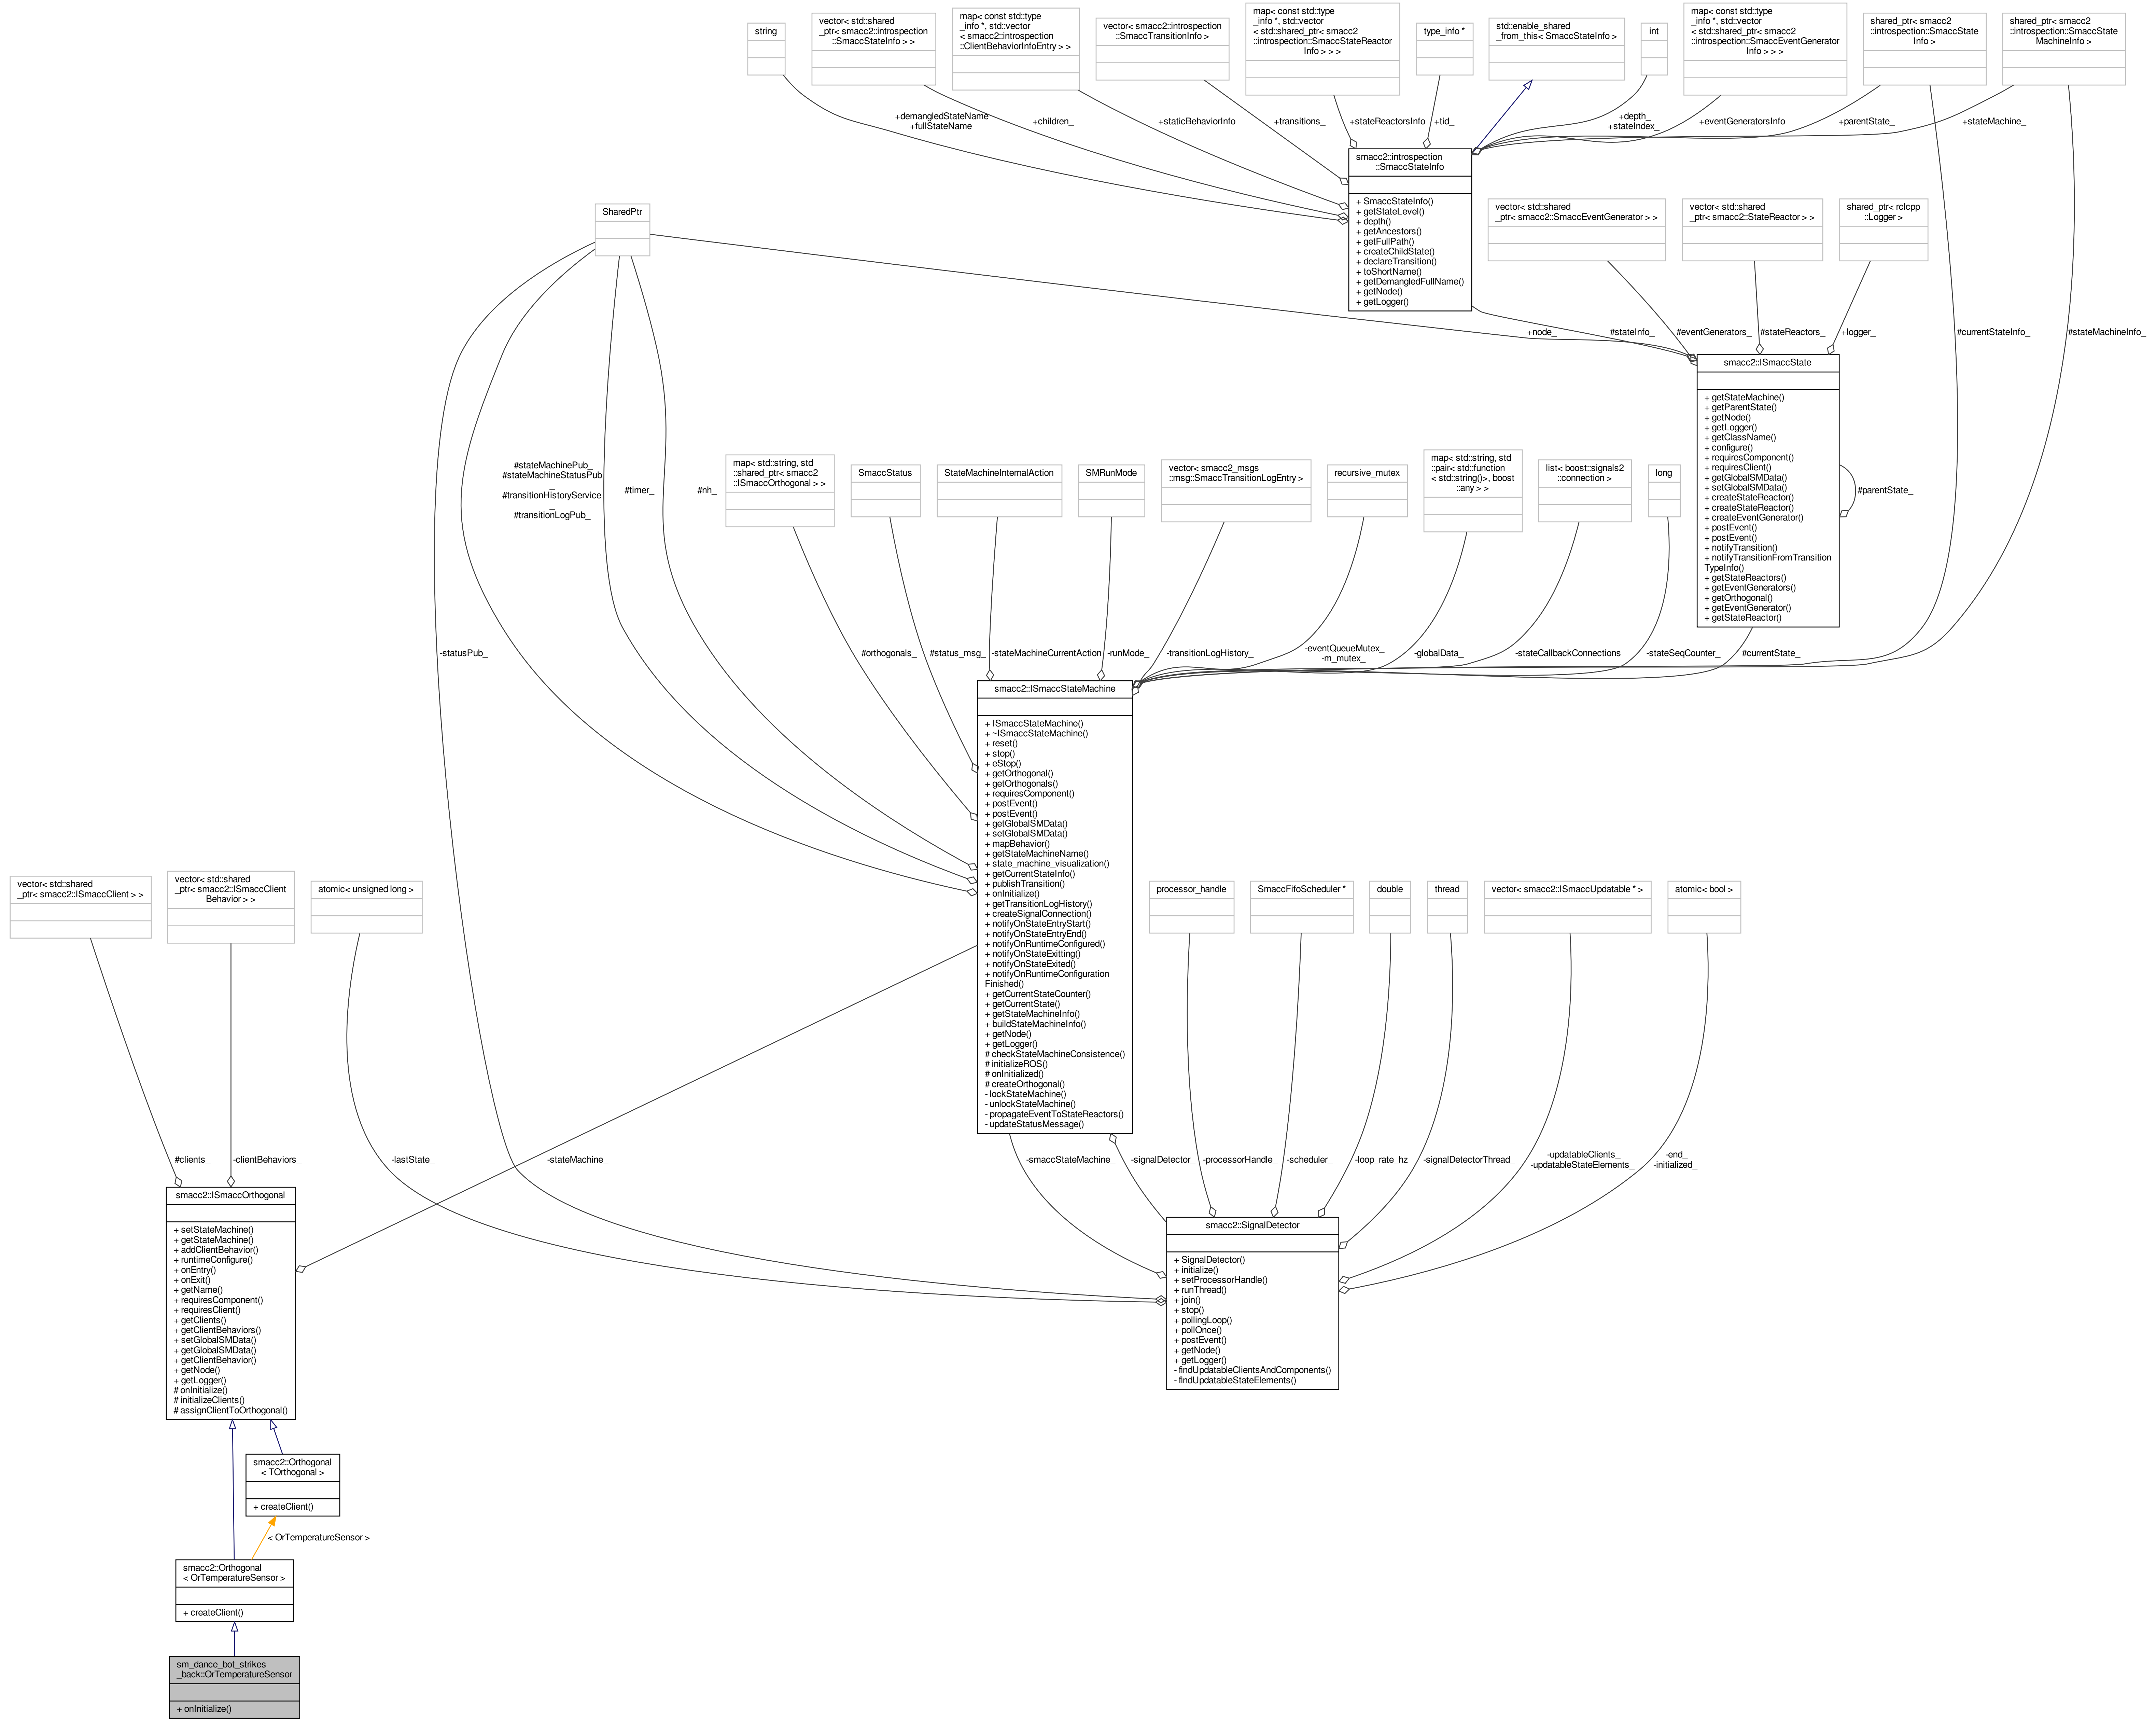 string
vector< std::shared
_ptr< smacc2::introspection
::SmaccStateInfo > >
map< const std::type
_info *, std::vector
< smacc2::introspection
::ClientBehaviorInfoEntry > >
vector< smacc2::introspection
::SmaccTransitionInfo >
map< const std::type
_info *, std::vector
< std::shared_ptr< smacc2
::introspection::SmaccStateReactor
Info > > >
type_info *
std::enable_shared
_from_this< SmaccStateInfo >
int
map< const std::type
_info *, std::vector
< std::shared_ptr< smacc2
::introspection::SmaccEventGenerator
Info > > >
shared_ptr< smacc2
::introspection::SmaccState
Info >
shared_ptr< smacc2
::introspection::SmaccState
MachineInfo >
+demangledStateName
+fullStateName
+children_
+staticBehaviorInfo
+transitions_
+stateReactorsInfo
+tid_
+depth_
+stateIndex_
+eventGeneratorsInfo
+parentState_
+stateMachine_
smacc2::introspection
::SmaccStateInfo
+ SmaccStateInfo()
+ getStateLevel()
+ depth()
+ getAncestors()
+ getFullPath()
+ createChildState()
+ declareTransition()
+ toShortName()
+ getDemangledFullName()
+ getNode()
+ getLogger()
SharedPtr
vector< std::shared
_ptr< smacc2::SmaccEventGenerator > >
vector< std::shared
_ptr< smacc2::StateReactor > >
shared_ptr< rclcpp
::Logger >
+node_
#stateInfo_
#eventGenerators_
#stateReactors_
+logger_
#currentStateInfo_
#stateMachineInfo_
smacc2::ISmaccState
+ getStateMachine()
+ getParentState()
+ getNode()
+ getLogger()
+ getClassName()
+ configure()
+ requiresComponent()
+ requiresClient()
+ getGlobalSMData()
+ setGlobalSMData()
+ createStateReactor()
+ createStateReactor()
+ createEventGenerator()
+ postEvent()
+ postEvent()
+ notifyTransition()
+ notifyTransitionFromTransition
TypeInfo()
+ getStateReactors()
+ getEventGenerators()
+ getOrthogonal()
+ getEventGenerator()
+ getStateReactor()
#parentState_
#stateMachinePub_
#stateMachineStatusPub
_
#transitionHistoryService
_
#transitionLogPub_
#timer_
#nh_
map< std::string, std
::shared_ptr< smacc2
::ISmaccOrthogonal > >
SmaccStatus
StateMachineInternalAction
SMRunMode
vector< smacc2_msgs
::msg::SmaccTransitionLogEntry >
recursive_mutex
map< std::string, std
::pair< std::function
< std::string()>, boost
::any > >
list< boost::signals2
::connection >
long
-statusPub_
#orthogonals_
#status_msg_
-stateMachineCurrentAction
-runMode_
-transitionLogHistory_
-eventQueueMutex_
-m_mutex_
-globalData_
-stateCallbackConnections
-stateSeqCounter_
#currentState_
smacc2::ISmaccStateMachine
+ ISmaccStateMachine()
+ ~ISmaccStateMachine()
+ reset()
+ stop()
+ eStop()
+ getOrthogonal()
+ getOrthogonals()
+ requiresComponent()
+ postEvent()
+ postEvent()
+ getGlobalSMData()
+ setGlobalSMData()
+ mapBehavior()
+ getStateMachineName()
+ state_machine_visualization()
+ getCurrentStateInfo()
+ publishTransition()
+ onInitialize()
+ getTransitionLogHistory()
+ createSignalConnection()
+ notifyOnStateEntryStart()
+ notifyOnStateEntryEnd()
+ notifyOnRuntimeConfigured()
+ notifyOnStateExitting()
+ notifyOnStateExited()
+ notifyOnRuntimeConfiguration
Finished()
+ getCurrentStateCounter()
+ getCurrentState()
+ getStateMachineInfo()
+ buildStateMachineInfo()
+ getNode()
+ getLogger()
# checkStateMachineConsistence()
# initializeROS()
# onInitialized()
# createOrthogonal()
- lockStateMachine()
- unlockStateMachine()
- propagateEventToStateReactors()
- updateStatusMessage()
vector< std::shared
_ptr< smacc2::ISmaccClient > >
vector< std::shared
_ptr< smacc2::ISmaccClient
Behavior > >
atomic< unsigned long >
processor_handle
SmaccFifoScheduler *
double
thread
vector< smacc2::ISmaccUpdatable * >
atomic< bool >
#clients_
-clientBehaviors_
-lastState_
-stateMachine_
-smaccStateMachine_
-signalDetector_
-processorHandle_
-scheduler_
-loop_rate_hz
-signalDetectorThread_
-updatableClients_
-updatableStateElements_
-end_
-initialized_
smacc2::ISmaccOrthogonal
+ setStateMachine()
+ getStateMachine()
+ addClientBehavior()
+ runtimeConfigure()
+ onEntry()
+ onExit()
+ getName()
+ requiresComponent()
+ requiresClient()
+ getClients()
+ getClientBehaviors()
+ setGlobalSMData()
+ getGlobalSMData()
+ getClientBehavior()
+ getNode()
+ getLogger()
# onInitialize()
# initializeClients()
# assignClientToOrthogonal()
smacc2::SignalDetector
+ SignalDetector()
+ initialize()
+ setProcessorHandle()
+ runThread()
+ join()
+ stop()
+ pollingLoop()
+ pollOnce()
+ postEvent()
+ getNode()
+ getLogger()
- findUpdatableClientsAndComponents()
- findUpdatableStateElements()
smacc2::Orthogonal
< TOrthogonal >
+ createClient()
< OrTemperatureSensor >
smacc2::Orthogonal
< OrTemperatureSensor >
+ createClient()
sm_dance_bot_strikes
_back::OrTemperatureSensor
+ onInitialize()